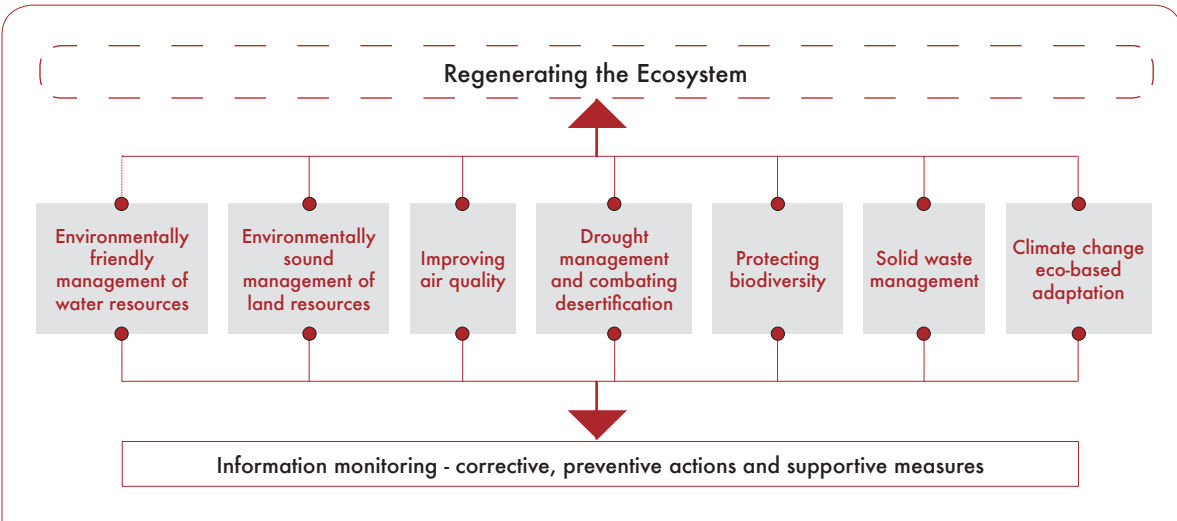 Regenerating the Ecosystem
Environmentally
friendly
management of
water resources
Environmentally
sound
management of
land resources
Improving
air quality
Drought
management
and combating
desertification
Protecting
biodiversity
Solid waste
management
Climate change
eco-based
adaptation
Information monitoring - corrective, preventive actions and supportive measures